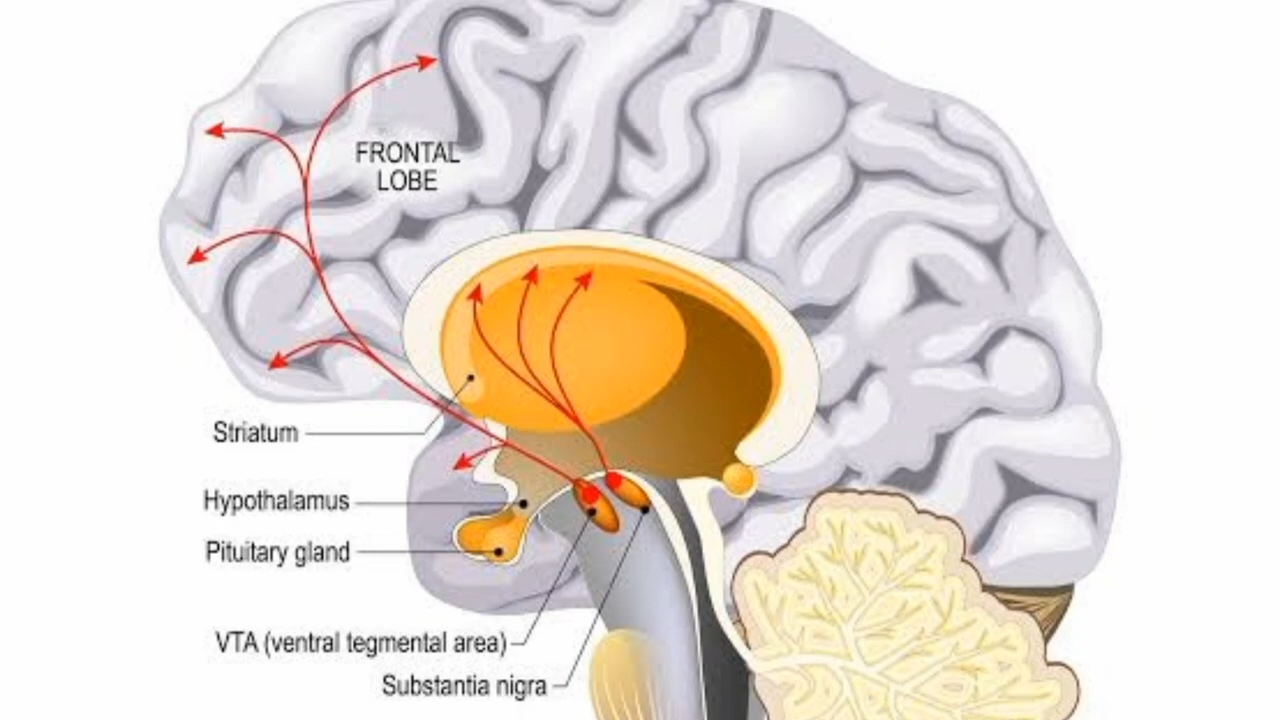 FRONTAL
LOBE
Striatum
Hypothalamus
Pituitary gland
VTA (ventral tegmental area)
Substantia nigra